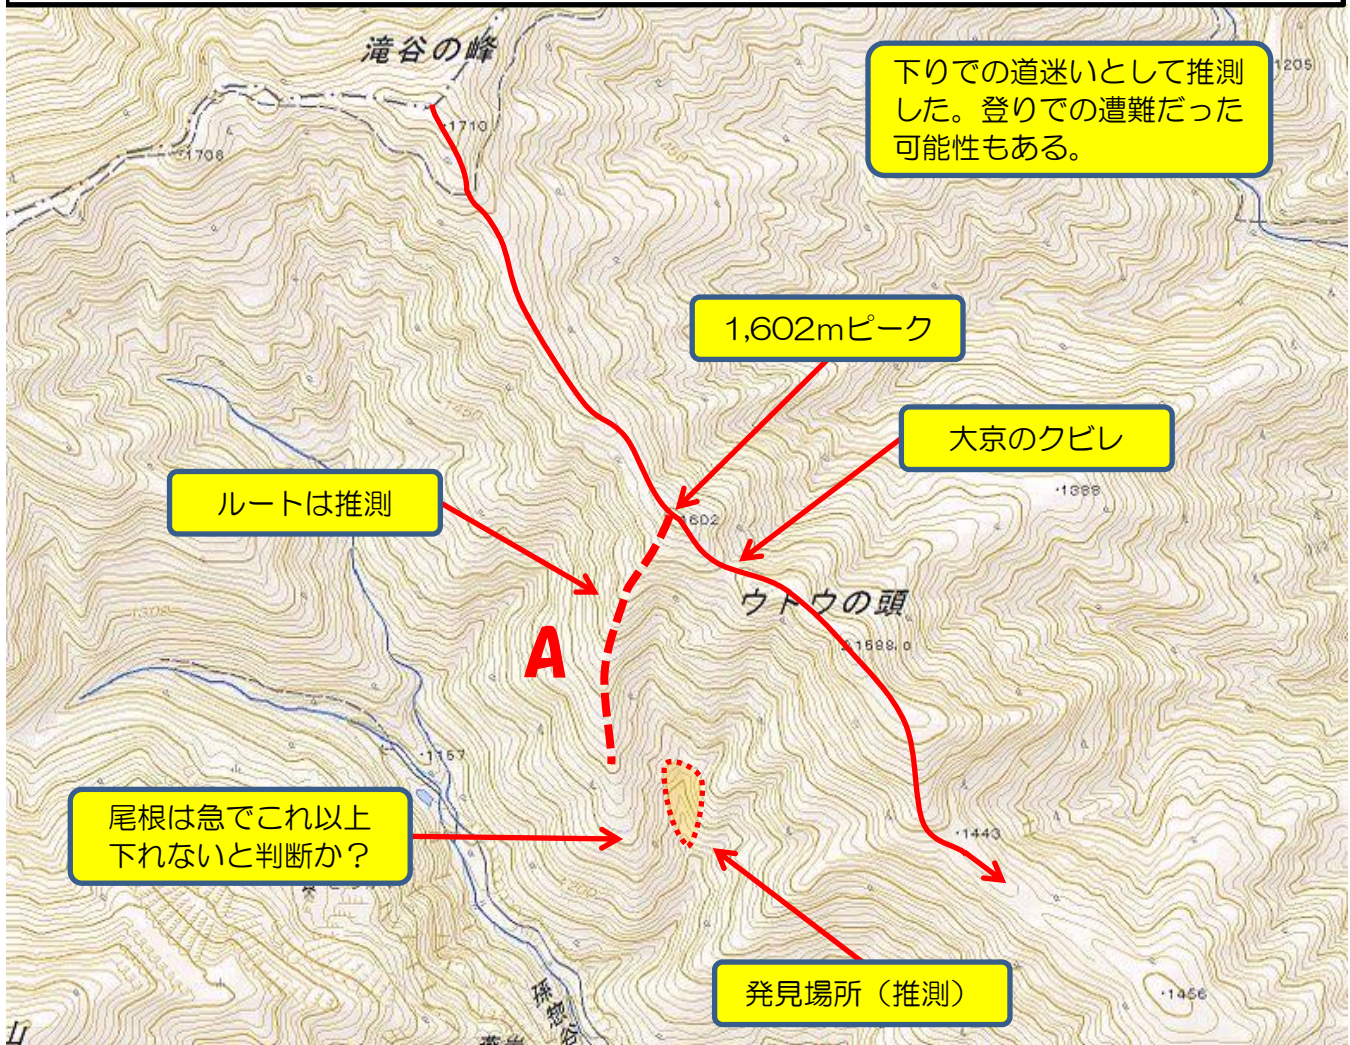 滝谷の峰
下りでの道迷いとして推測
した。登りでの遭難だった
可能性もある。
・1205
・1710
・1708
1,602mピーク
大京のクビレ
・1388
ルートは推測
1602
ウトウの頭
1588.0
A
・1157
尾根は急でこれ以上
下れないと判断か？
・1443
1200
発見場所（推測）
・1456
孫惣谷